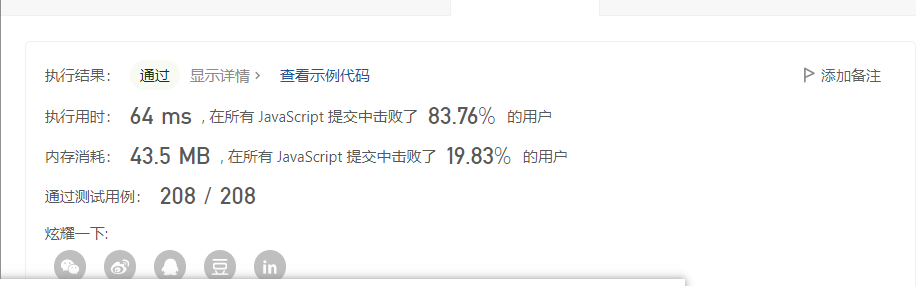 执行结果： 通过 显示详情 › 查看示例代码 添加备注
执行用时： 64 ms , 在所有 JavaScript 提交中击败了 83.76% 的用户
内存消耗： 43.5 MB , 在所有 JavaScript 提交中击败了 19.83% 的用户
通过测试用例： 208 / 208
炫耀一下:
豆 in